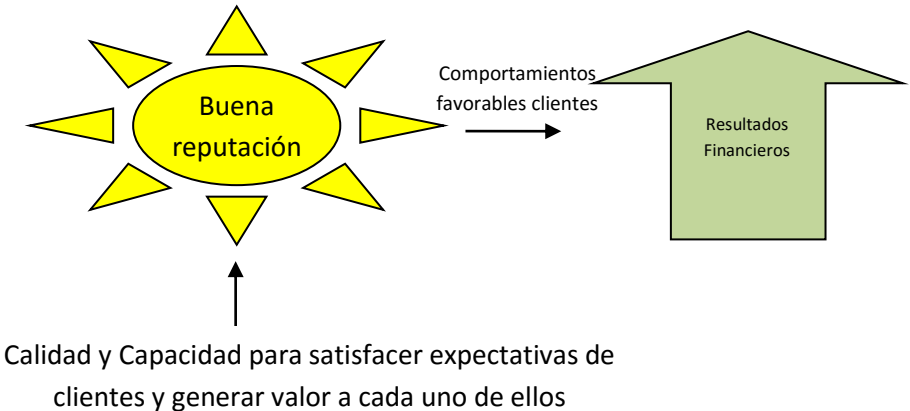 Buena
reputación
Comportamientos
favorables clientes
Resultados
Financieros
Calidad y Capacidad para satisfacer expectativas de
clientes y generar valor a cada uno de ellos